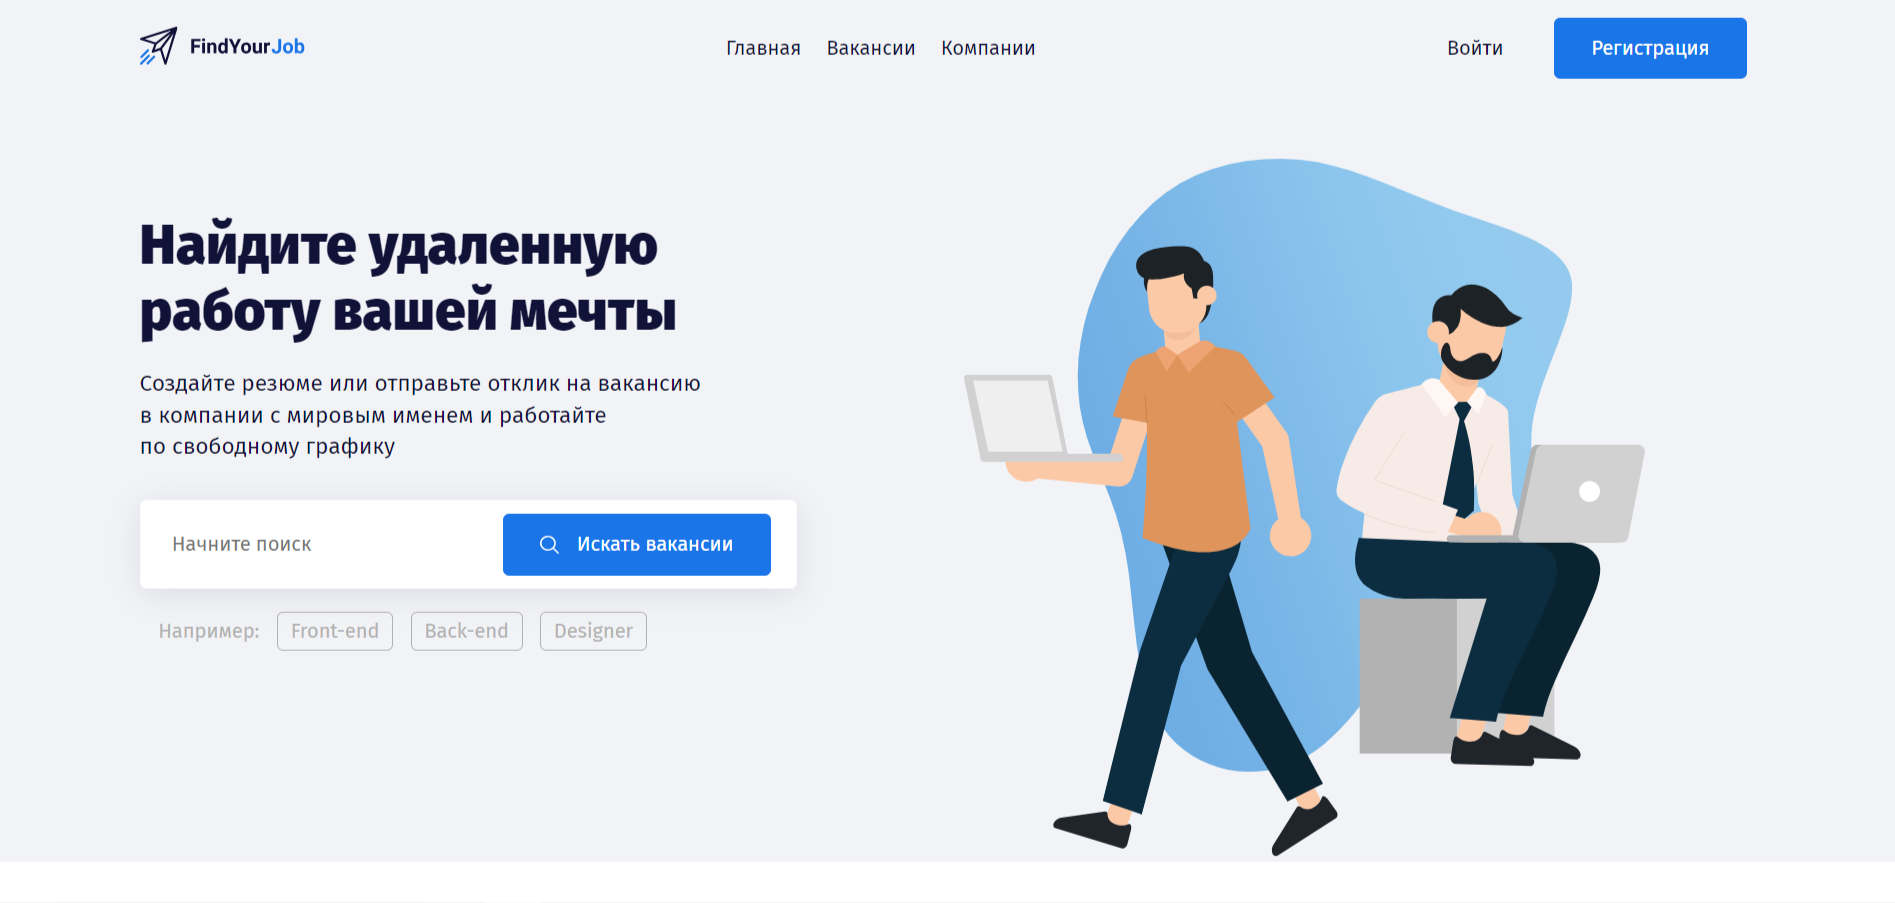 FindYourJob
Главная Вакансии Компании
Войти
Регистрация
Найдите удаленную
работу вашей мечты
Создайте резюме или отправьте отклик на вакансию
в компании с мировым именем и работайте
по свободному графику
Начните поиск
Искать вакансии
Например: Front-end Back-end Designer